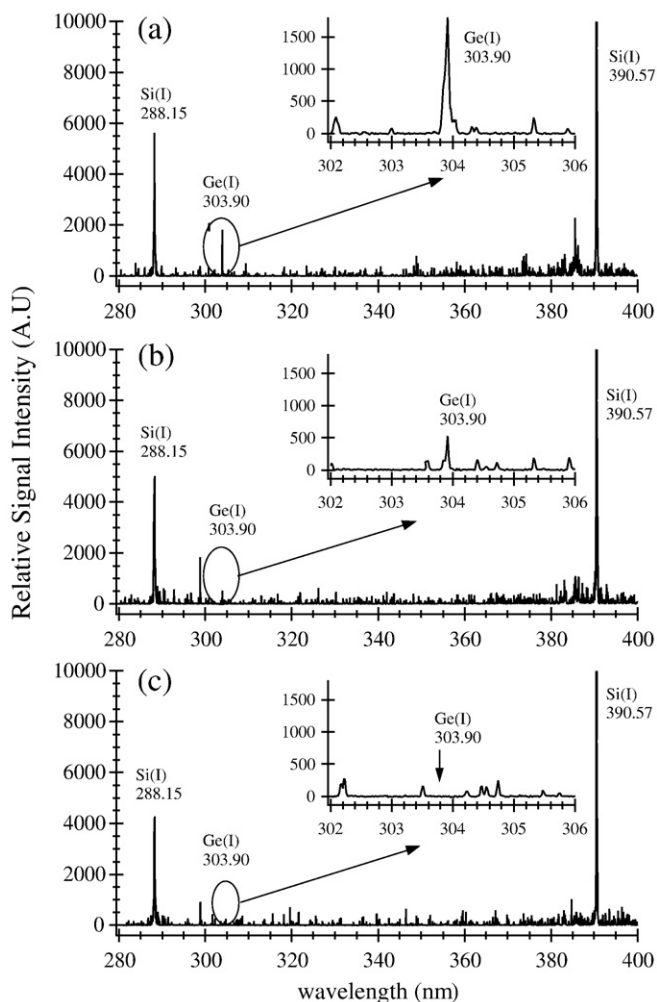 Relative Signal Intensity (A.U)
(a)
10000
8000
6000
4000
2000
0
Si(I)
288.15
Ge(I)
303.90
1500
1000
500
0
302 303 304 305 306
Ge(I)
303.90
Si(I)
390.57
280 300 320 340 360 380 400
(b)
10000
8000
6000
4000
2000
0
Si(I)
288.15
Ge(I)
303.90
1500
1000
500
0
302 303 304 305 306
Ge(I)
303.90
Si(I)
390.57
280 300 320 340 360 380 400
(c)
10000
8000
6000
4000
2000
0
Si(I)
288.15
Ge(I)
303.90
1500
1000
500
0
302 303 304 305 306
Ge(I)
303.90
Si(I)
390.57
280 300 320 340 360 380 400
wavelength (nm)